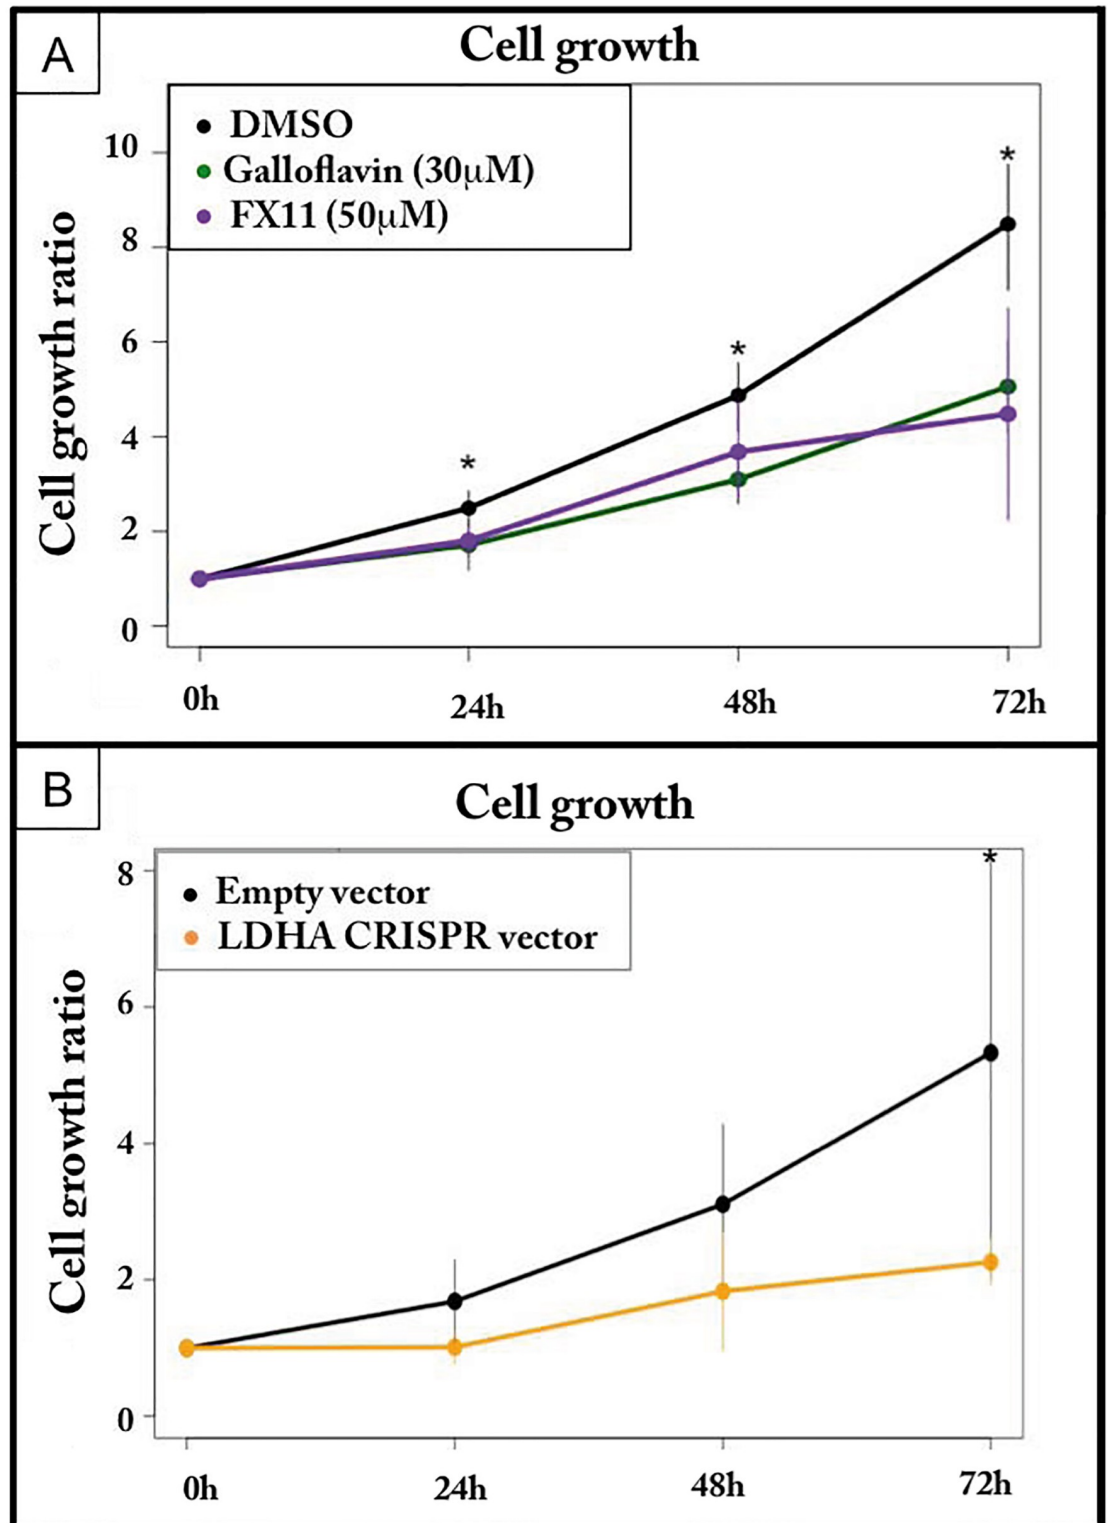 A
Cell growth
DMSO
Galloflavin (30µM)
FX11 (50µM)
Cell growth ratio
10
8
6
4
2
0
*
*
*
0h
24h
48h
72h
B
Cell growth
Empty vector
LDHA CRISPR vector
Cell growth ratio
8
6
4
2
0
*
0h
24h
48h
72h